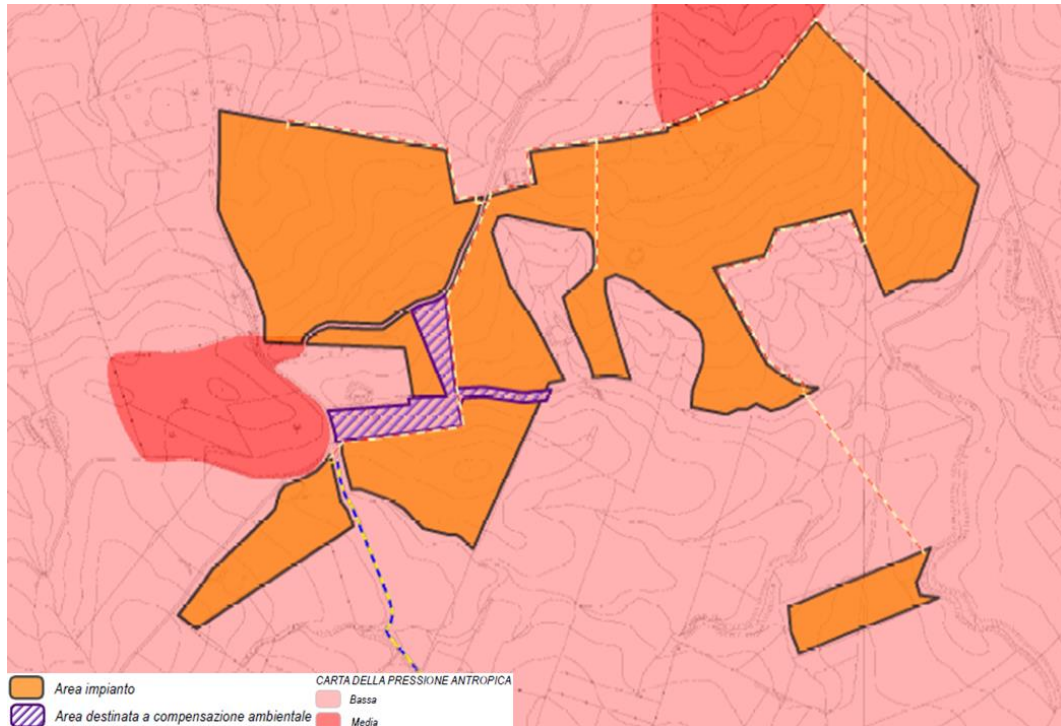 Area impianto
Area destinata a compensazione ambientale
CARTA DELLA PRESSIONE ANTROPICA
Bassa
Media